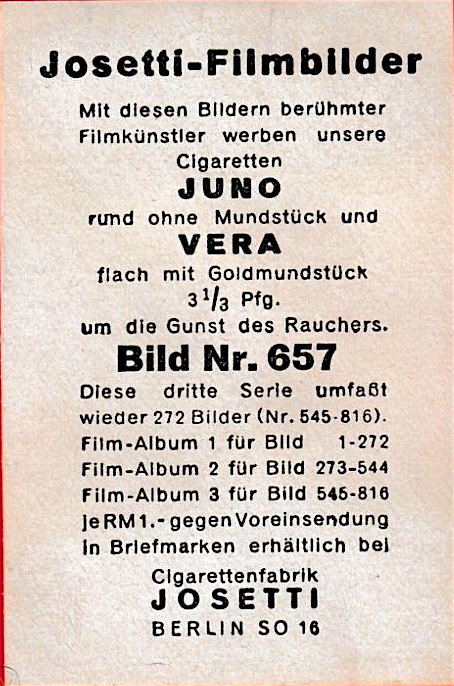 Josetti-Filmbilder
Mit diesen Bildern berühmter
Filmkünstler werben unsere
Cigaretten
JUNO
rund ohne Mundstück und
VERA
flach mit Goldmundstück
3 1/3 Pfg.
um die Gunst des Rauchers.
Bild Nr. 657
Diese dritte Serie umfaßt
wieder 272 Bilder (Nr. 545-816).
Film-Album 1 für Bild 1-272
Film-Album 2 für Bild 273-544
Film-Album 3 für Bild 545-816
je RM 1.- gegen Voreinsendung
in Briefmarken erhältlich bei
Cigarettenfabrik
JOSETTI
BERLIN SO 16